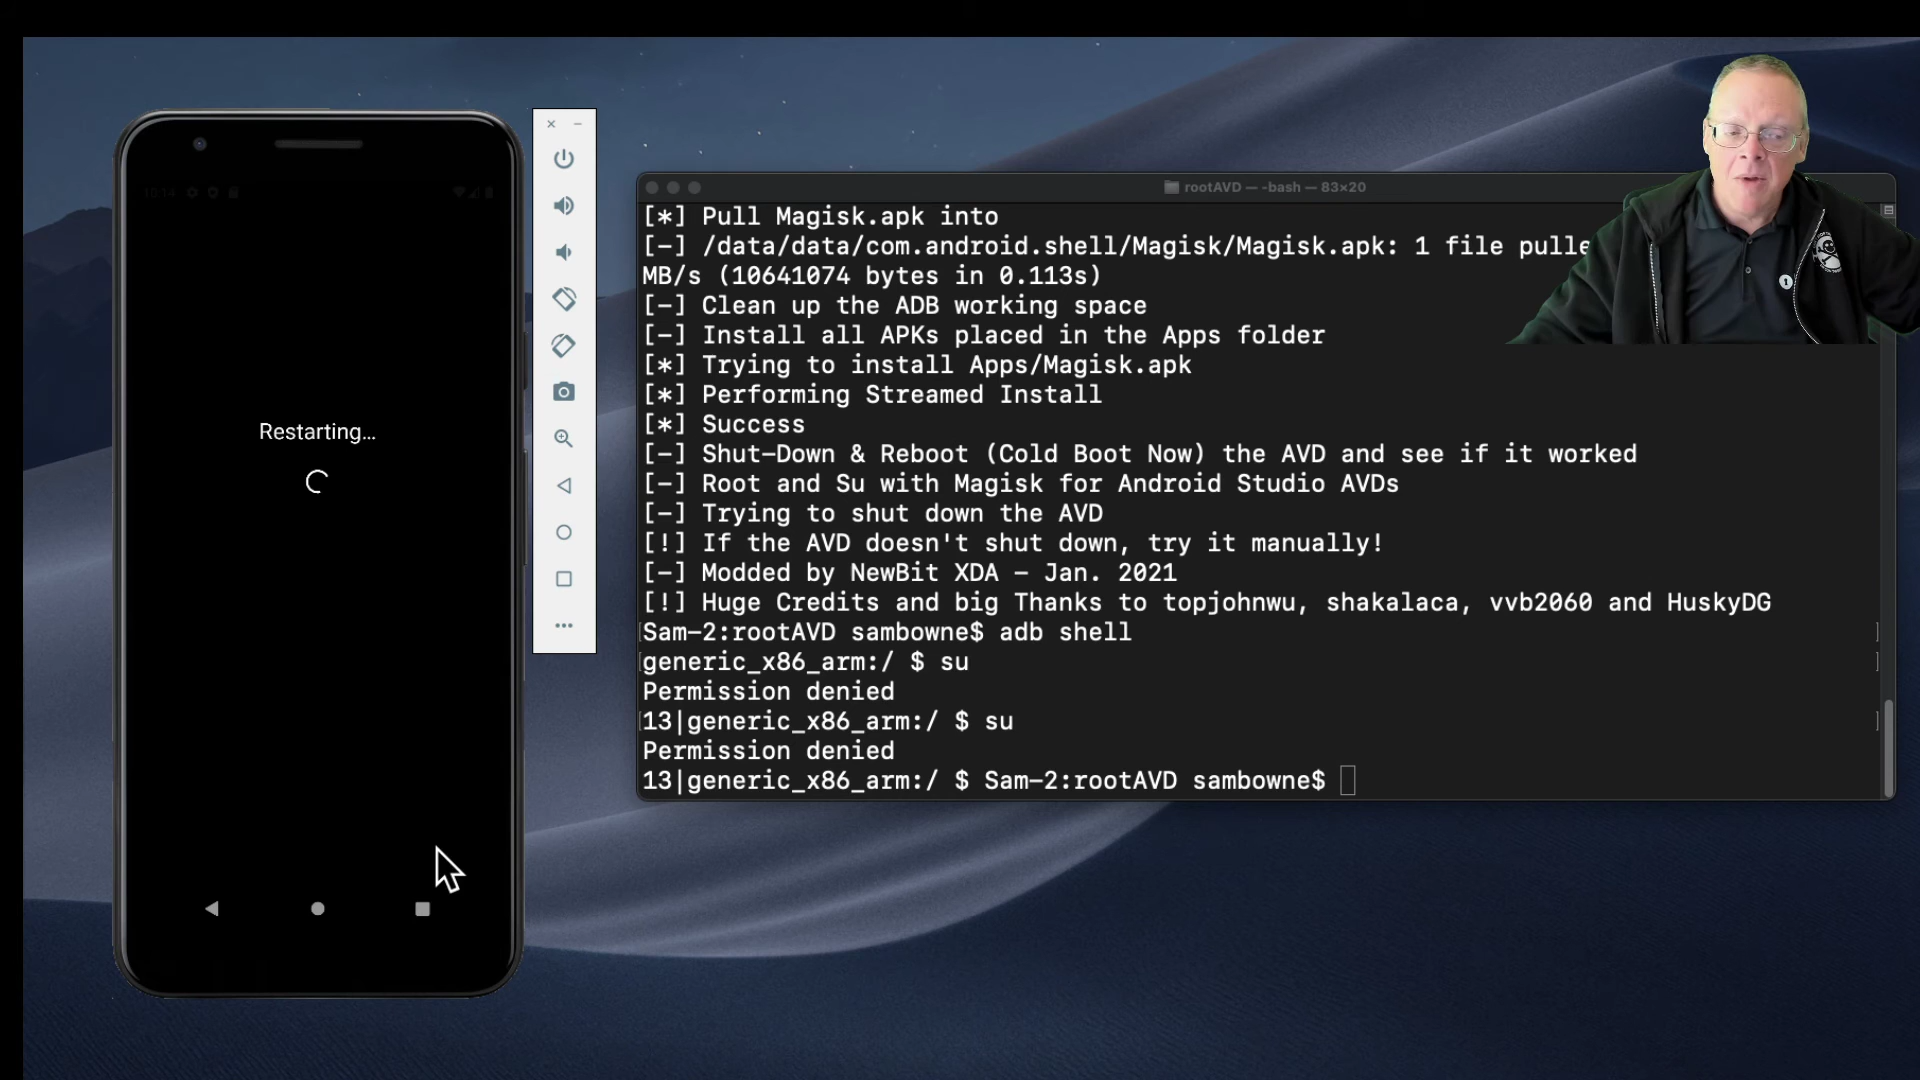 10:14
Restarting…
rootAVD — -bash — 83×20
[*] Pull Magisk.apk into
[-] /data/data/com.android.shell/Magisk/Magisk.apk: 1 file pulle
MB/s (10641074 bytes in 0.113s)
[-] Clean up the ADB working space
[-] Install all APKs placed in the Apps folder
[*] Trying to install Apps/Magisk.apk
[*] Performing Streamed Install
[*] Success
[-] Shut-Down & Reboot (Cold Boot Now) the AVD and see if it worked
[-] Root and Su with Magisk for Android Studio AVDs
[-] Trying to shut down the AVD
[!] If the AVD doesn't shut down, try it manually!
[-] Modded by NewBit XDA - Jan. 2021
[!] Huge Credits and big Thanks to topjohnwu, shakalaca, vvb2060 and HuskyDG
Sam-2:rootAVD sambowne$ adb shell
generic_x86_arm:/ $ su
Permission denied
13|generic_x86_arm:/ $ su
Permission denied
13|generic_x86_arm:/ $ Sam-2:rootAVD sambowne$